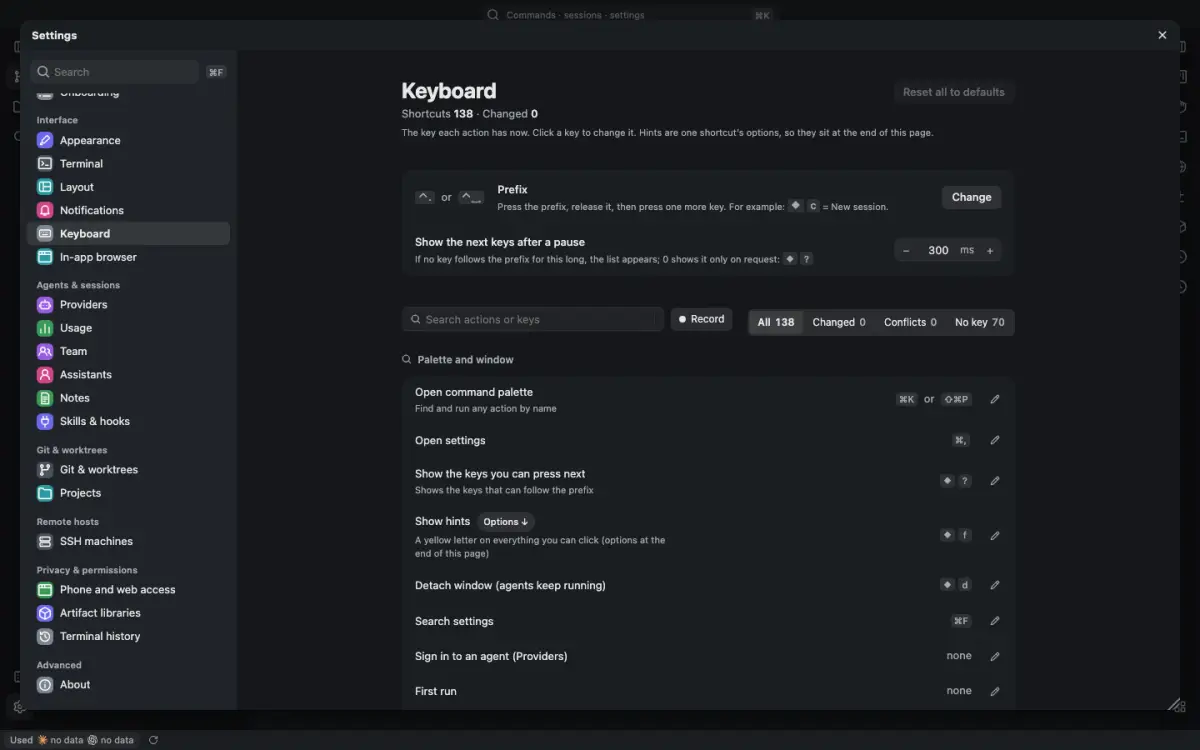 Commands · sessions · settings ⌘K
Settings
Search ⌘F
Onboarding
Interface
Appearance
Terminal
Layout
Notifications
Keyboard
In-app browser
Agents & sessions
Providers
Usage
Team
Assistants
Notes
Skills & hooks
Git & worktrees
Git & worktrees
Projects
Remote hosts
SSH machines
Privacy & permissions
Phone and web access
Artifact libraries
Terminal history
Advanced
About
Keyboard
Reset all to defaults
Shortcuts 138 · Changed 0
The key each action has now. Click a key to change it. Hints are one shortcut's options, so they sit at the end of this page.
^. or ^⎵ Prefix
Press the prefix, release it, then press one more key. For example: ◆ c = New session.
Change
Show the next keys after a pause
If no key follows the prefix for this long, the list appears; 0 shows it only on request: ◆ ?
− 300 ms +
Search actions or keys
Record
All 138 Changed 0 Conflicts 0 No key 70
Palette and window
Open command palette
Find and run any action by name
⌘K or ⇧⌘P
Open settings ⌘,
Show the keys you can press next
Shows the keys that can follow the prefix
◆ ?
Show hints Options ↓
A yellow letter on everything you can click (options at the
end of this page)
◆ f
Detach window (agents keep running) ◆ d
Search settings ⌘F
Sign in to an agent (Providers) none
First run none
Used no data no data